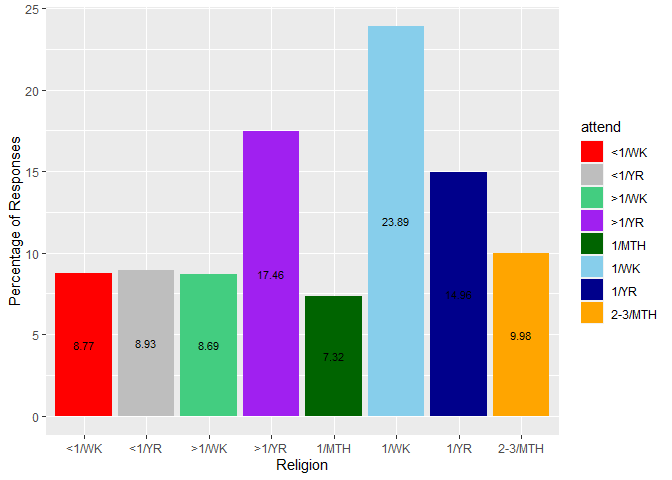 25
20
15
10
5
0
Percentage of Responses
8.77
8.93
8.69
17.46
7.32
23.89
14.96
9.98
<1/WK
<1/YR
>1/WK
>1/YR
1/MTH
1/WK
1/YR
2-3/MTH
Religion
attend
<1/WK
<1/YR
>1/WK
>1/YR
1/MTH
1/WK
1/YR
2-3/MTH